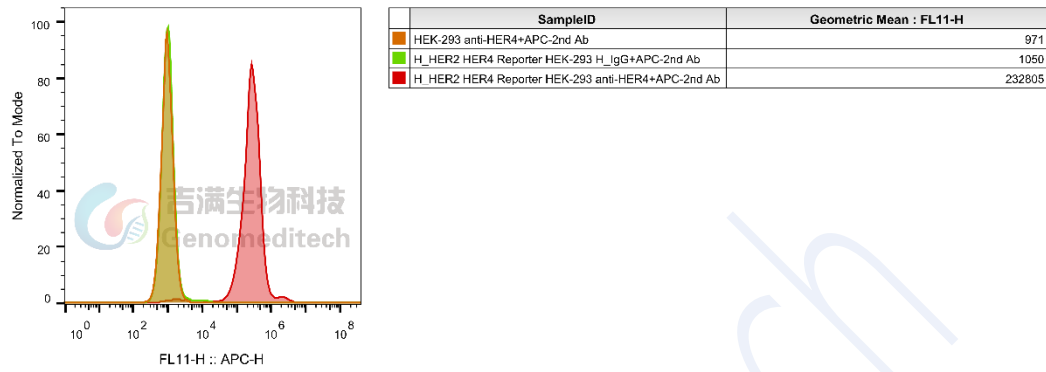 100
80
60
40
20
0
Normalized To Mode
10^0 10^2 10^4 10^6 10^8
FL11-H :: APC-H
吉满生物科技
Genomeditech
SampleID Geometric Mean : FL11-H
HEK-293 anti-HER4+APC-2nd Ab 971
H_HER2 HER4 Reporter HEK-293 H_IgG+APC-2nd Ab 1050
H_HER2 HER4 Reporter HEK-293 anti-HER4+APC-2nd Ab 232805